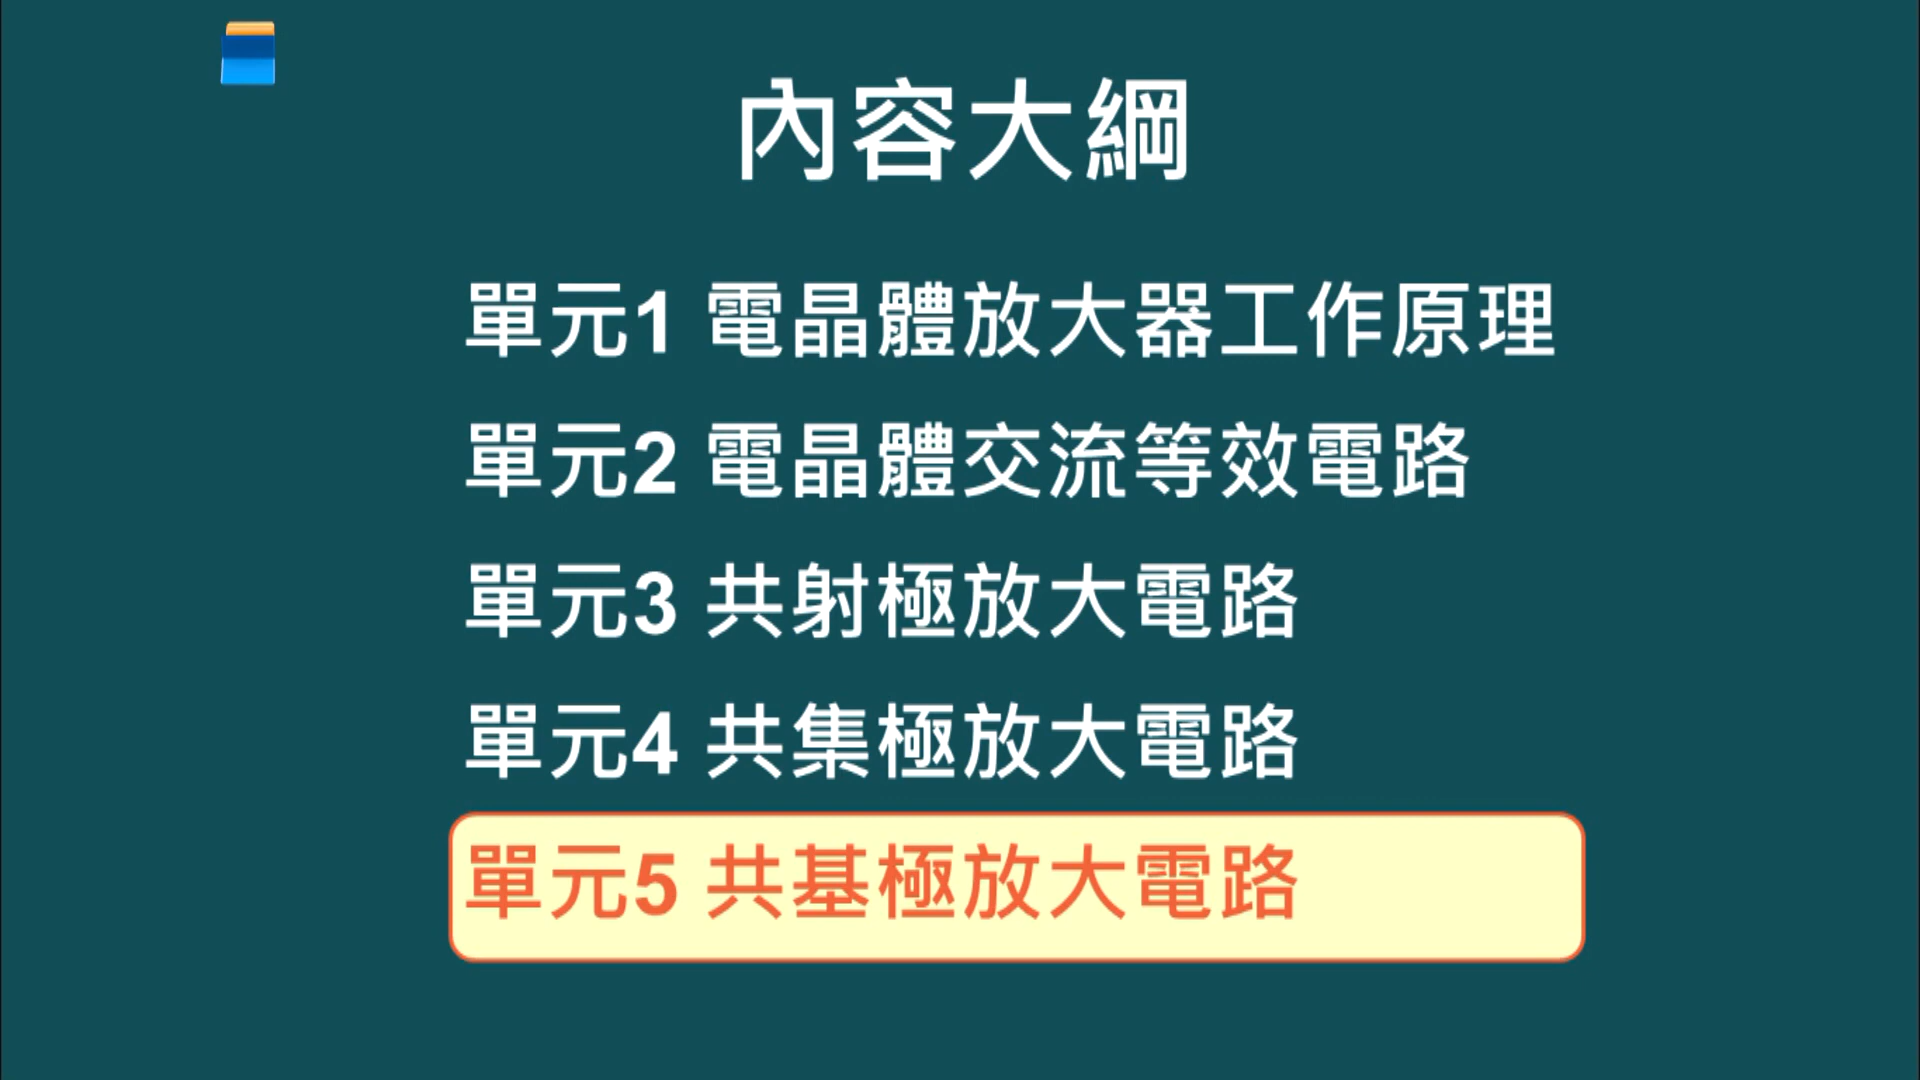 內容大綱
單元1 電晶體放大器工作原理
單元2 電晶體交流等效電路
單元3 共射極放大電路
單元4 共集極放大電路
單元5 共基極放大電路